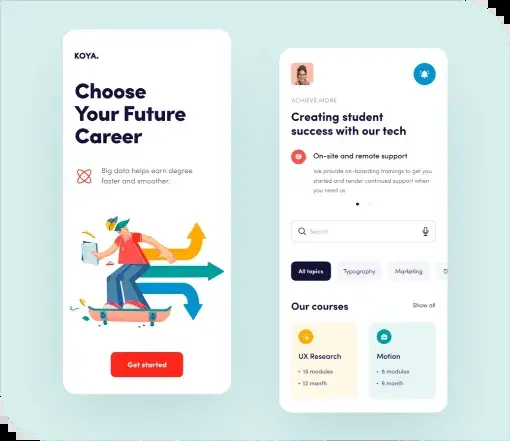 KOYA.
Choose
Your Future
Career
Big data helps earn degree
faster and smoother.
Get started
ACHIEVE MORE
Creating student
success with our tech
On-site and remote support
We provide on-boarding trainings to get you
started and render continued support when
you need us.
Search
All topics
Typography
Marketing
D
Our courses
Show all
UX Research
• 15 modules
• 12 month
Motion
• 8 modules
• 9 month